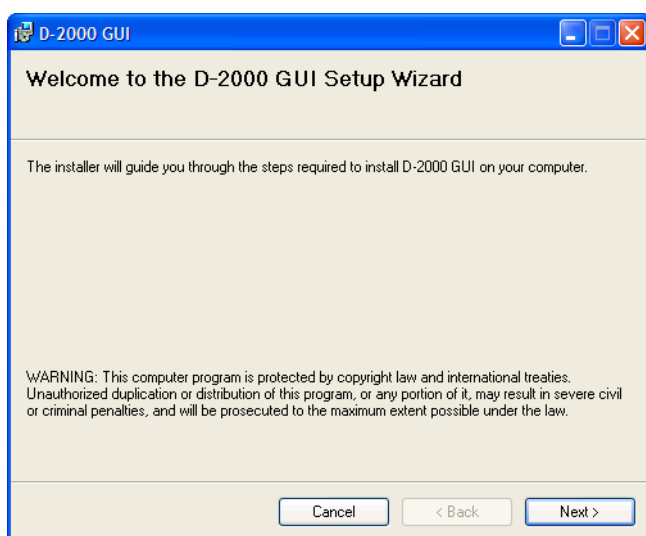 D-2000 GUI
Welcome to the D-2000 GUI Setup Wizard
The installer will guide you through the steps required to install D-2000 GUI on your computer.
WARNING: This computer program is protected by copyright law and international treaties.
Unauthorized duplication or distribution of this program, or any portion of it, may result in severe civil
or criminal penalties, and will be prosecuted to the maximum extent possible under the law.
Cancel < Back Next >